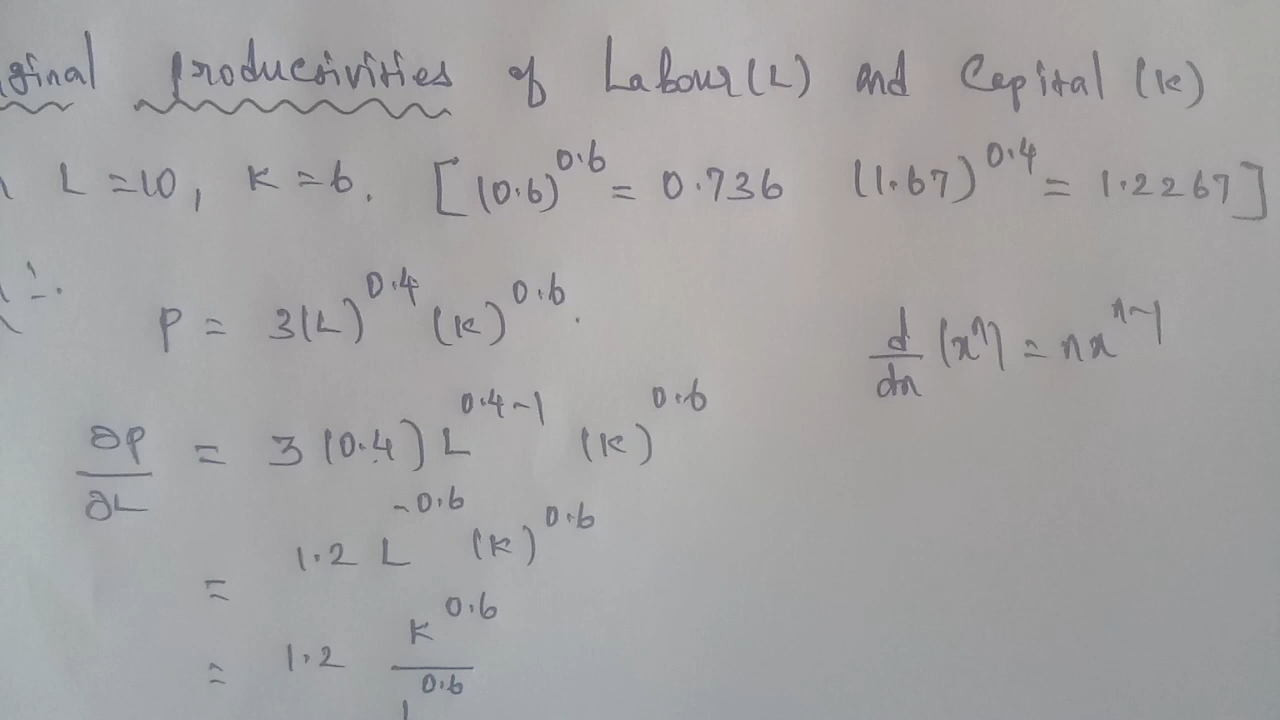 ginal productivities of Labour(L) and Capital (K)
L = 10, K = 6. [(0.6)^0.6 = 0.736 (1.67)^0.4 = 1.2267]
P = 3(L)^0.4 (K)^0.6.
d/dx (x^n) = nx^n-1
∂P/∂L = 3(0.4) L^0.4-1 (K)^0.6
= 1.2 L^-0.6 (K)^0.6
= 1.2 K^0.6/L^0.6